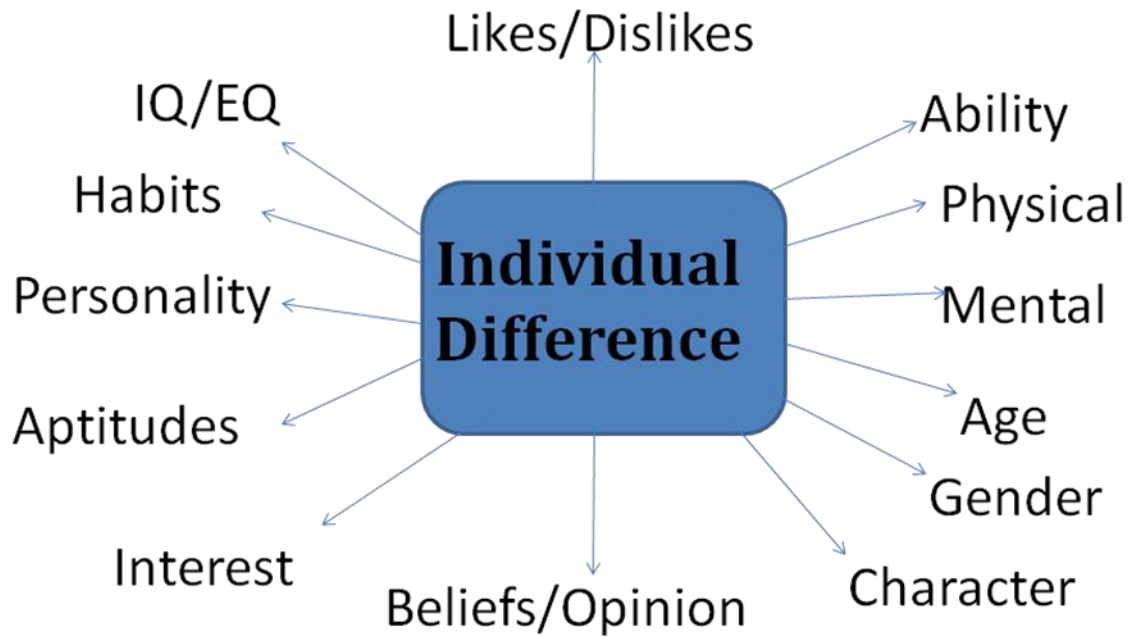 Likes/Dislikes
IQ/EQ
Ability
Habits
Physical
Individual
Difference
Personality
Mental
Aptitudes
Age
Gender
Interest
Beliefs/Opinion
Character